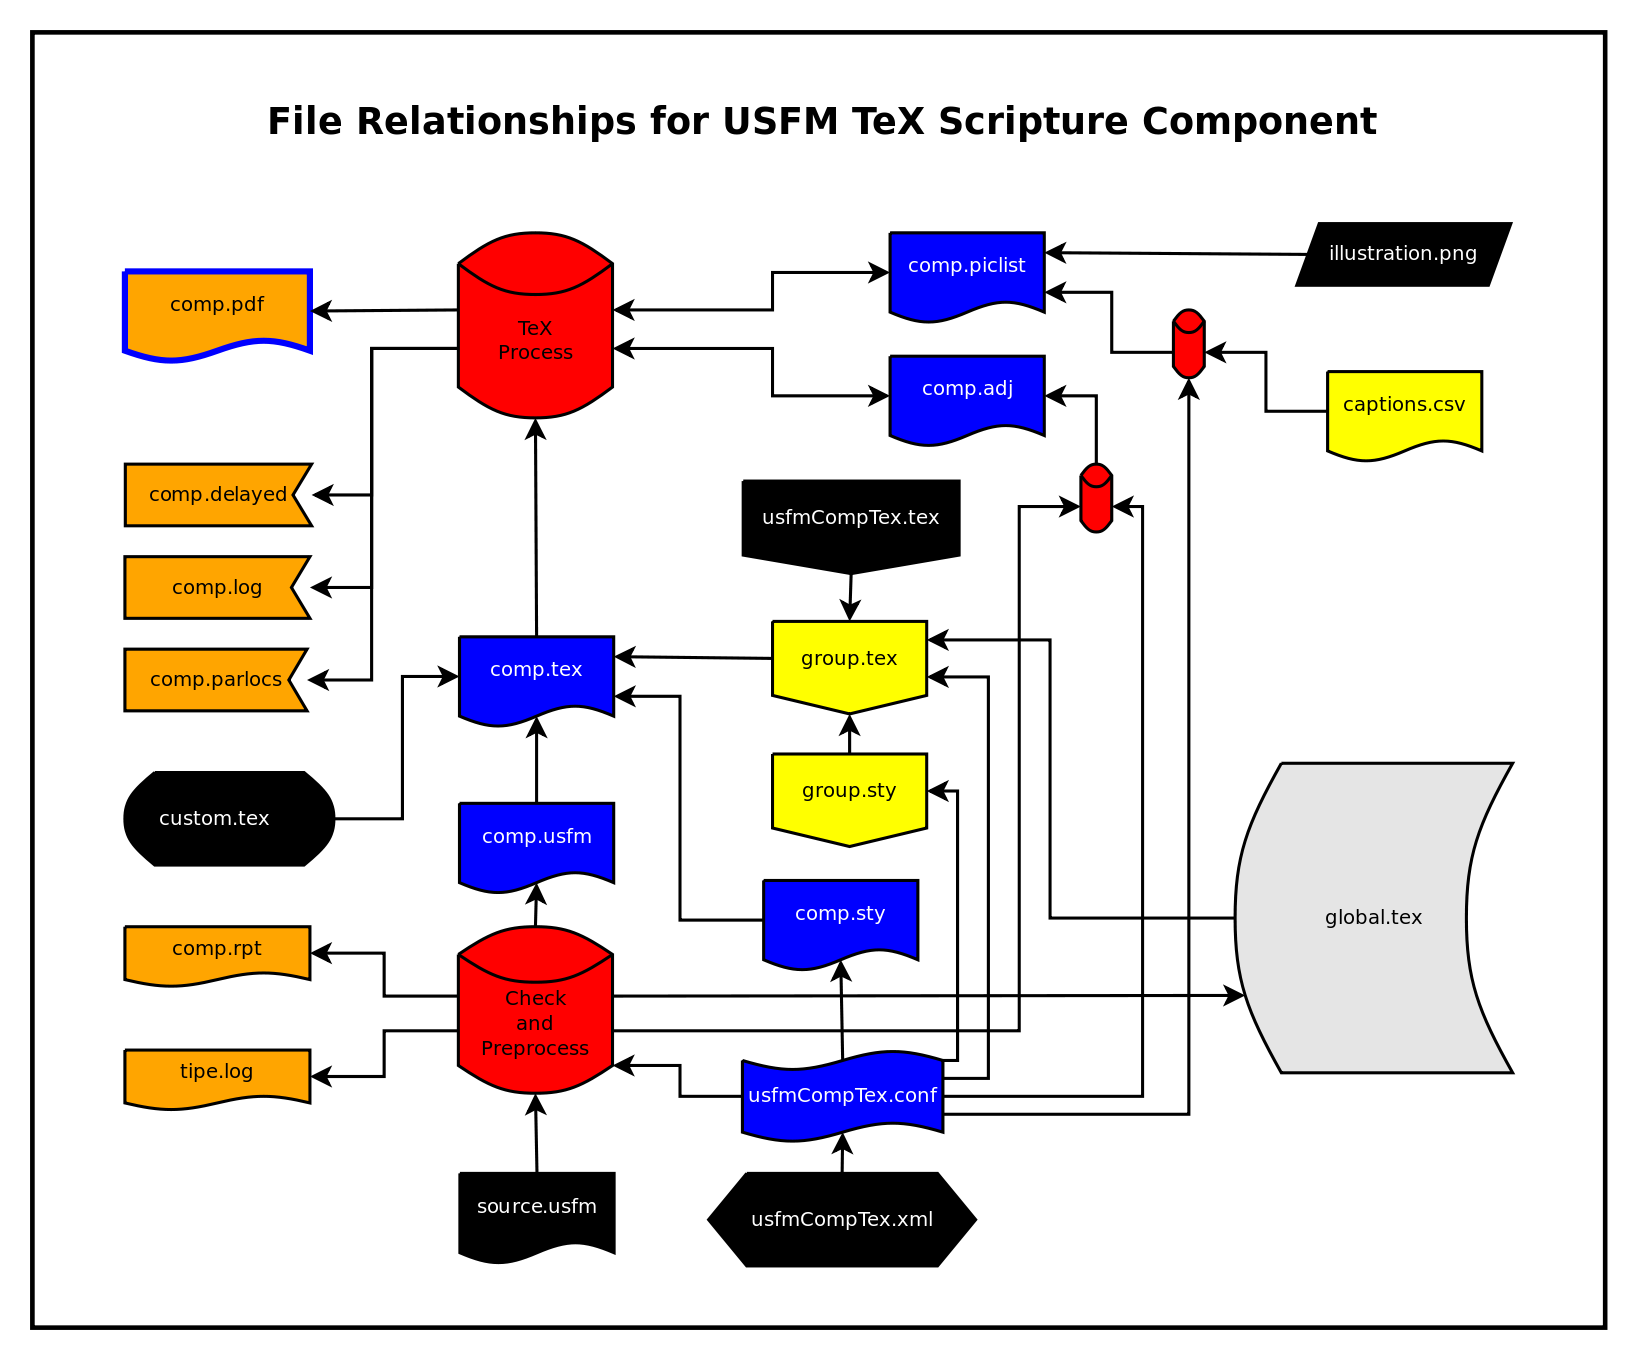 File Relationships for USFM TeX Scripture Component
illustration.png
comp.piclist
comp.pdf
TeX
Process
comp.adj
captions.csv
comp.delayed
usfmCompTex.tex
comp.log
comp.parlocs
comp.tex
group.tex
custom.tex
comp.usfm
group.sty
comp.sty
global.tex
comp.rpt
Check
and
Preprocess
tipe.log
usfmCompTex.conf
source.usfm
usfmCompTex.xml